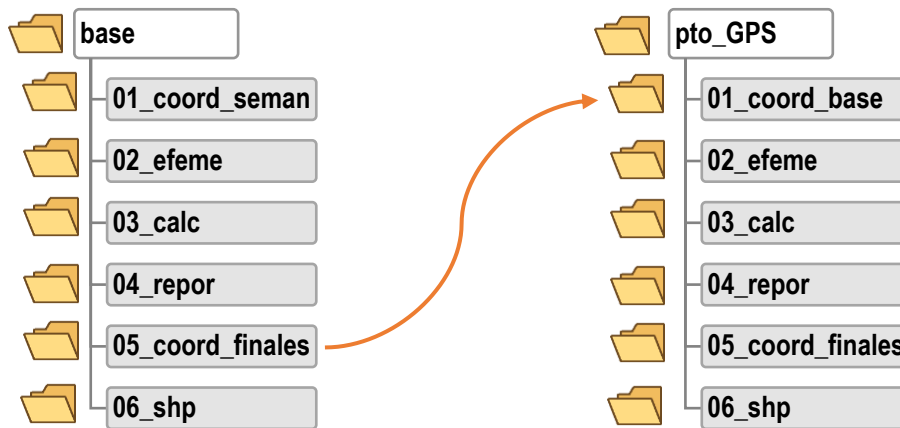 base
01_coord_seman
02_efeme
03_calc
04_repor
05_coord_finales
06_shp
pto_GPS
01_coord_base
02_efeme
03_calc
04_repor
05_coord_finales
06_shp